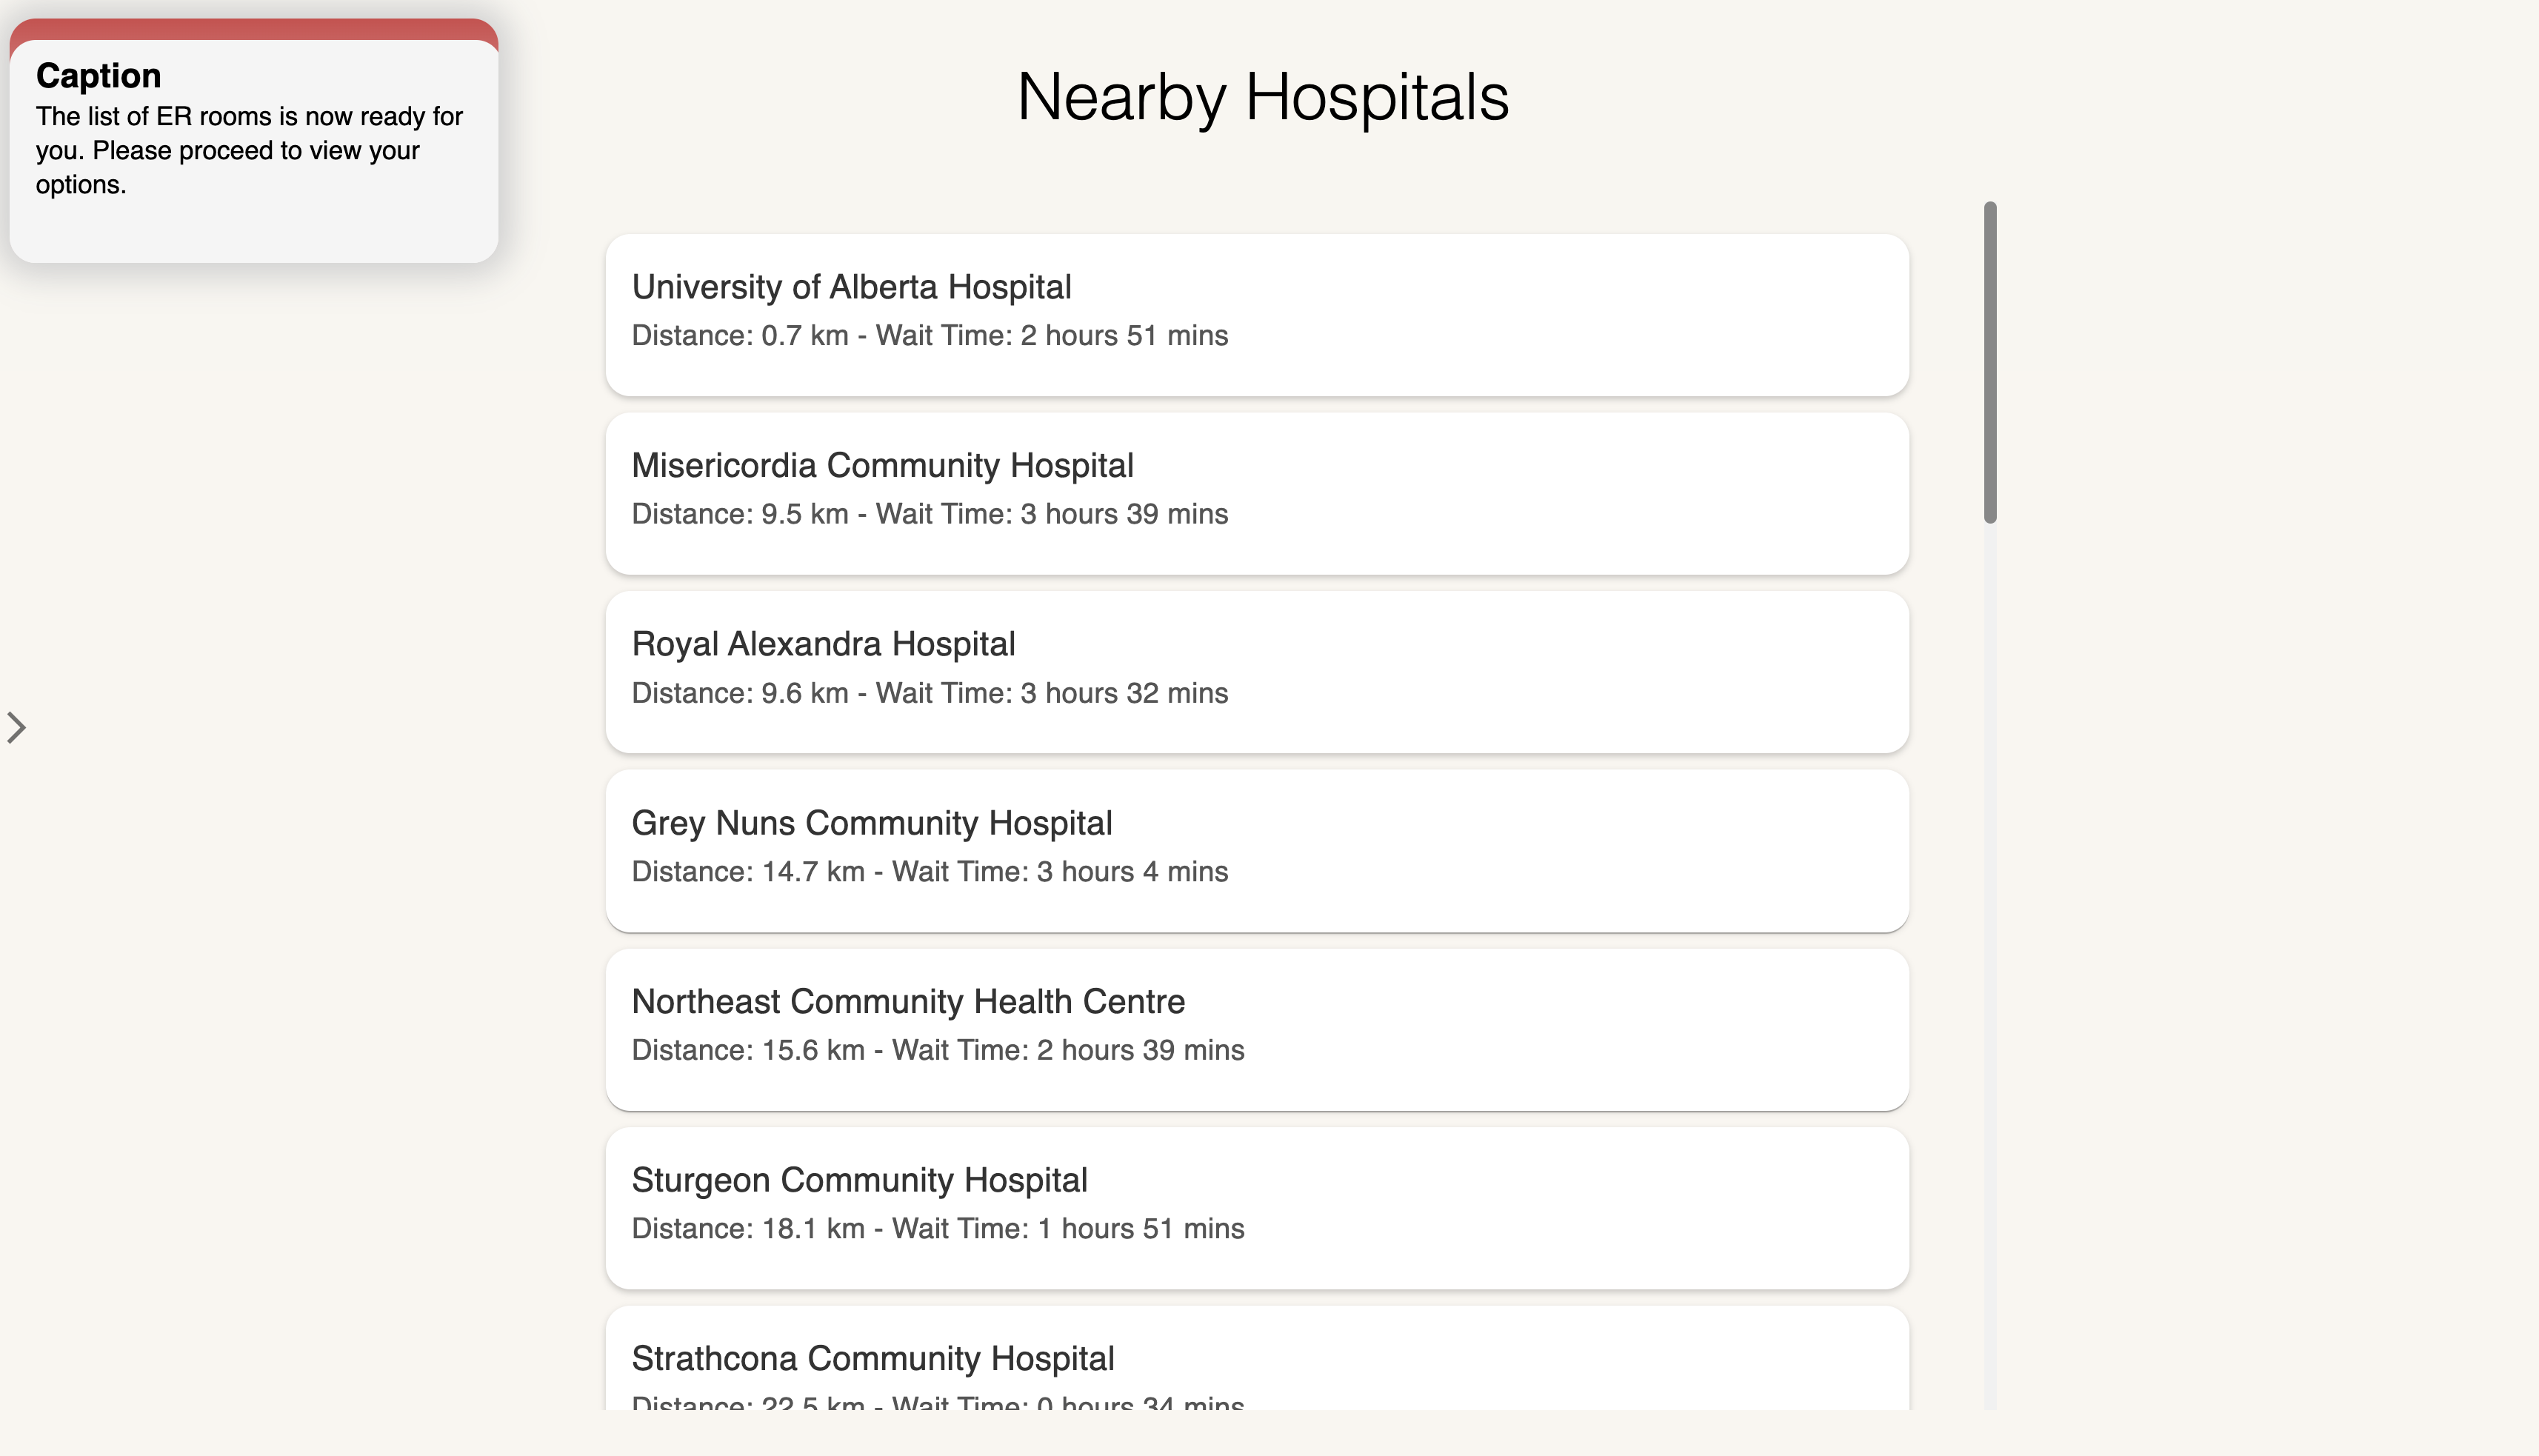 Caption
The list of ER rooms is now ready for
you. Please proceed to view your
options.
Nearby Hospitals
University of Alberta Hospital
Distance: 0.7 km - Wait Time: 2 hours 51 mins
Misericordia Community Hospital
Distance: 9.5 km - Wait Time: 3 hours 39 mins
Royal Alexandra Hospital
Distance: 9.6 km - Wait Time: 3 hours 32 mins
Grey Nuns Community Hospital
Distance: 14.7 km - Wait Time: 3 hours 4 mins
Northeast Community Health Centre
Distance: 15.6 km - Wait Time: 2 hours 39 mins
Sturgeon Community Hospital
Distance: 18.1 km - Wait Time: 1 hours 51 mins
Strathcona Community Hospital
Distance: 22.5 km - Wait Time: 0 hours 34 mins